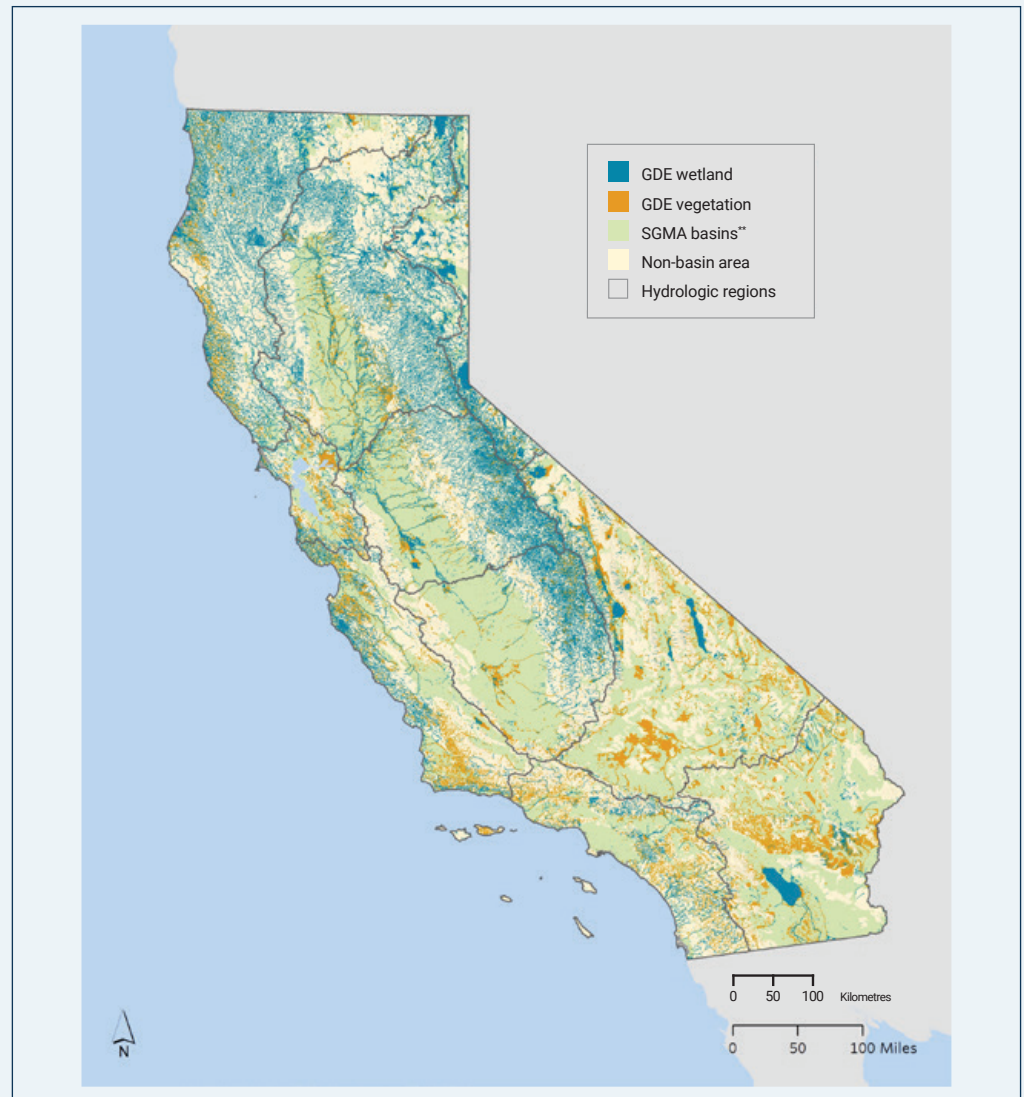 GDE wetland
GDE vegetation
SGMA basins**
Non-basin area
Hydrologic regions
0 50 100 Kilometres
0 50 100 Miles
N